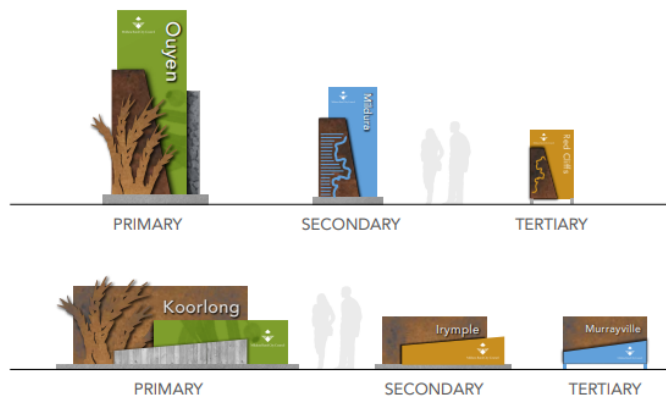 Ouyen
Mildura
Red Cliffs
PRIMARY
SECONDARY
TERTIARY
Koorlong
Irymple
Murrayville
PRIMARY
SECONDARY
TERTIARY